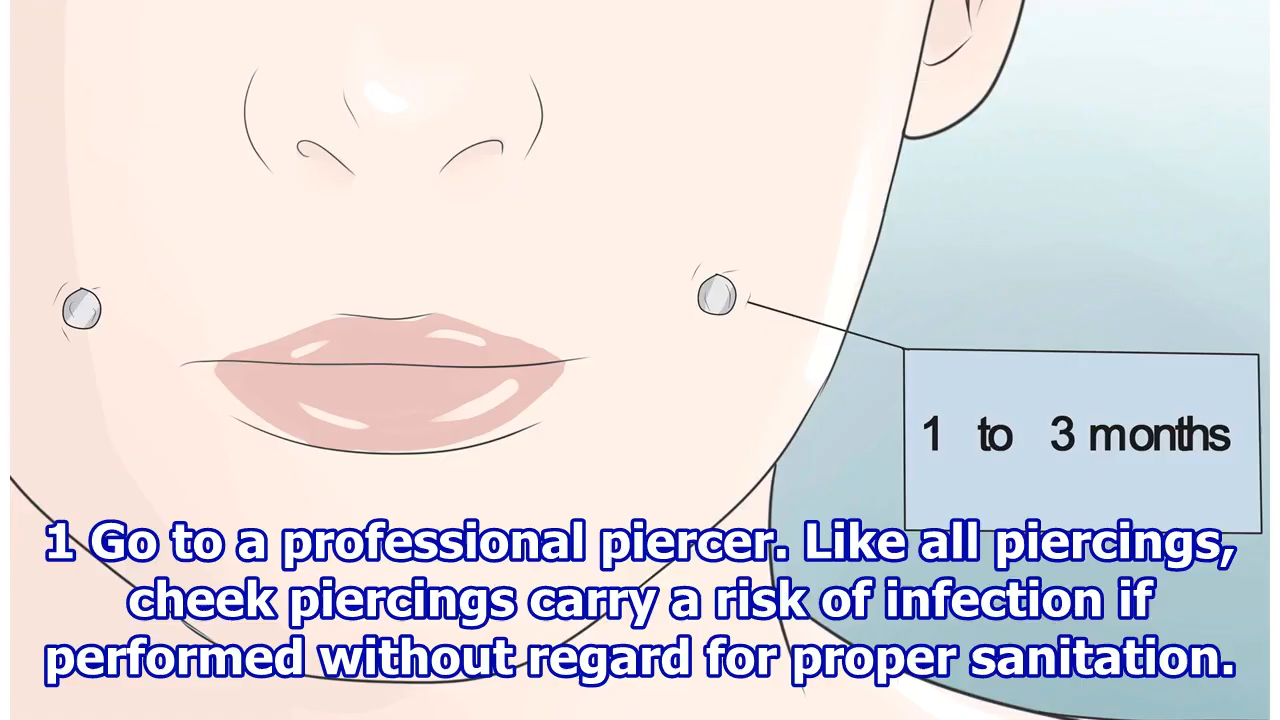 1 to 3 months
1 Go to a professional piercer. Like all piercings,
cheek piercings carry a risk of infection if
performed without regard for proper sanitation.